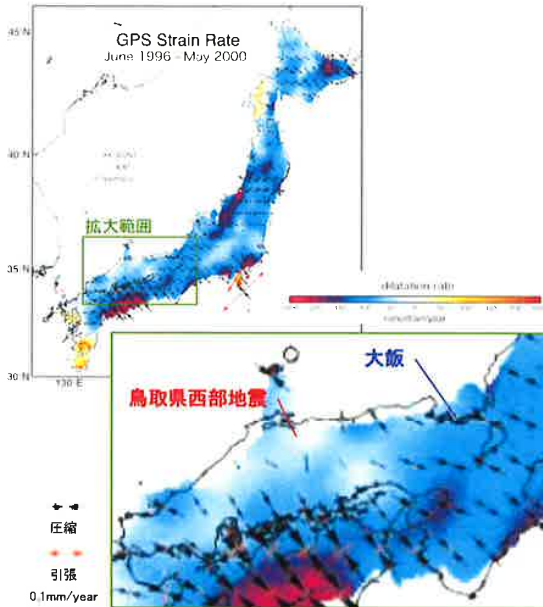 45 N
GPS Strain Rate
June 1996 - May 2000
40 N
拡大範囲
35 N
dilatation rate
30 N
130 E
大飯
鳥取県西部地震
圧縮
引張
0.1mm/year